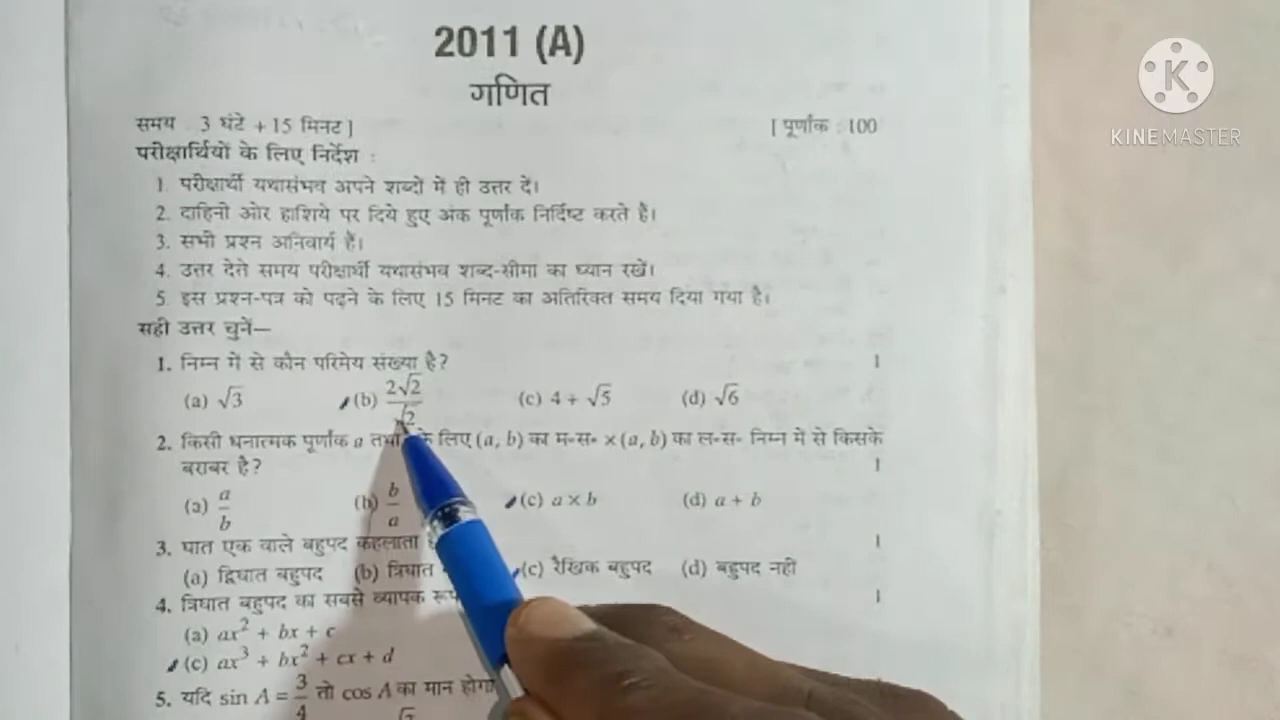 2011 (A)
गणित
समय : 3 घंटे + 15 मिनट ]
[ पूर्णांक : 100
परीक्षार्थियों के लिए निर्देश :
1. परीक्षार्थी यथासंभव अपने शब्दों में ही उत्तर दें।
2. दाहिनी ओर हाशिये पर दिये हुए अंक पूर्णांक निर्दिष्ट करते हैं।
3. सभी प्रश्न अनिवार्य हैं।
4. उत्तर देते समय परीक्षार्थी यथासंभव शब्द-सीमा का ध्यान रखें।
5. इस प्रश्न-पत्र को पढ़ने के लिए 15 मिनट का अतिरिक्त समय दिया गया है।
सही उत्तर चुनें—
1. निम्न में से कौन परिमेय संख्या है? 1
(a) √3 (b) 2√2/√2 (c) 4 + √5 (d) √6
2. किसी धनात्मक पूर्णांक a तथा के लिए (a, b) का म॰स॰ × (a, b) का ल॰स॰ निम्न में से किसके
बराबर है? 1
(a) a/b (b) b/a (c) a × b (d) a + b
3. घात एक वाले बहुपद कहलाता 1
(a) द्विघात बहुपद (b) त्रिघात (c) रैखिक बहुपद (d) बहुपद नहीं
4. त्रिघात बहुपद का सबसे व्यापक रूप 1
(a) ax² + bx + c
(c) ax³ + bx² + cx + d
5. यदि sin A = 3/4 तो cos A का मान होगा
KINEMASTER